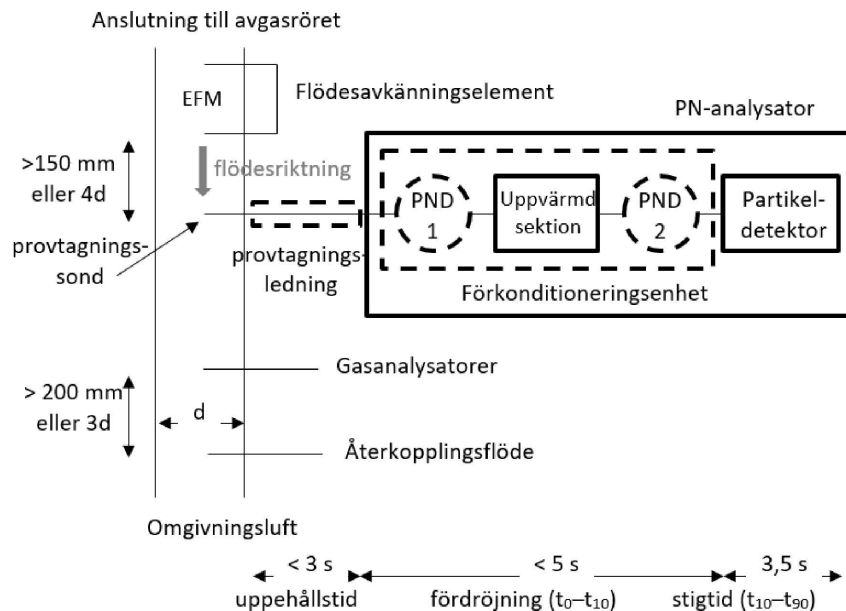 Anslutning till avgasröret
EFM
Flödesavkänningselement
PN-analysator
>150 mm
eller 4d
flödesriktning
PND
1
Uppvärmd
sektion
PND
2
Partikel-
detektor
provtagnings-
sond
provtagnings-
ledning
Förkonditioneringsenhet
Gasanalysatorer
> 200 mm
eller 3d
d
Återkopplingsflöde
Omgivningsluft
< 3 s
< 5 s
3,5 s
uppehållstid
fördröjning (t₀–t₁₀)
stigtid (t₁₀–t₉₀)